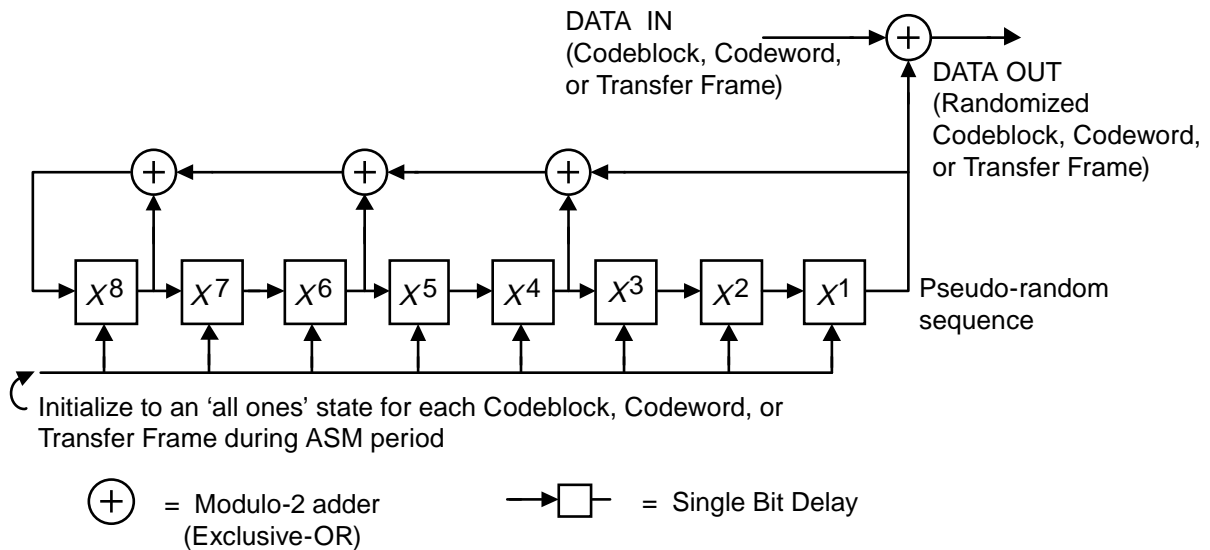 DATA IN
(Codeblock, Codeword,
or Transfer Frame)
+
DATA OUT
(Randomized
Codeblock, Codeword,
or Transfer Frame)
+ + +
X8 X7 X6 X5 X4 X3 X2 X1
Pseudo-random
sequence
Initialize to an ‘all ones’ state for each Codeblock, Codeword, or
Transfer Frame during ASM period
+ = Modulo-2 adder
(Exclusive-OR)
= Single Bit Delay